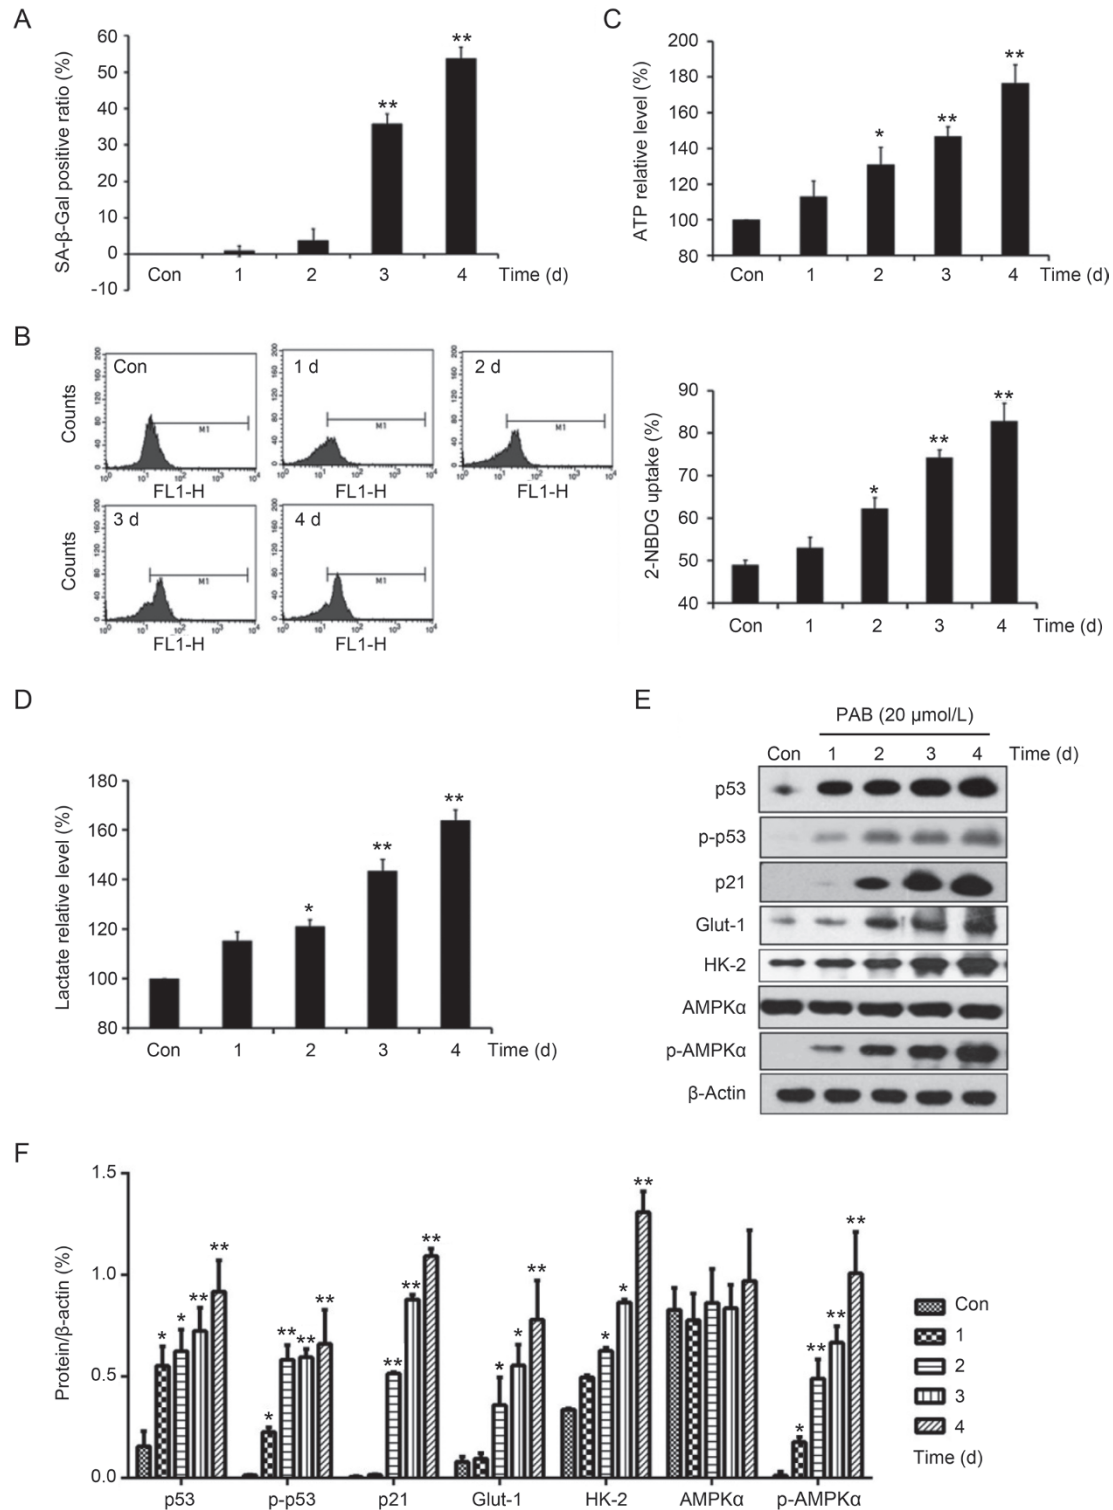 A
SA-β-Gal positive ratio (%)
60
50
40
30
20
10
0
-10
**
**
Con 1 2 3 4 Time (d)
C
ATP relative level (%)
200
180
160
140
120
100
80
*
**
**
Con 1 2 3 4 Time (d)
B
Counts
Con
M1
FL1-H
1 d
M1
FL1-H
2 d
M1
FL1-H
Counts
3 d
M1
FL1-H
4 d
M1
FL1-H
2-NBDG uptake (%)
90
80
70
60
50
40
*
**
**
Con 1 2 3 4 Time (d)
D
Lactate relative level (%)
180
160
140
120
100
80
*
**
**
Con 1 2 3 4 Time (d)
E
PAB (20 μmol/L)
Con 1 2 3 4 Time (d)
p53
p-p53
p21
Glut-1
HK-2
AMPKα
p-AMPKα
β-Actin
F
Protein/β-actin (%)
1.5
1.0
0.5
0.0
* * ** **
* ** ** **
** ** **
* * **
* * **
* ** ** **
p53 p-p53 p21 Glut-1 HK-2 AMPKα p-AMPKα
Con
1
2
3
4
Time (d)